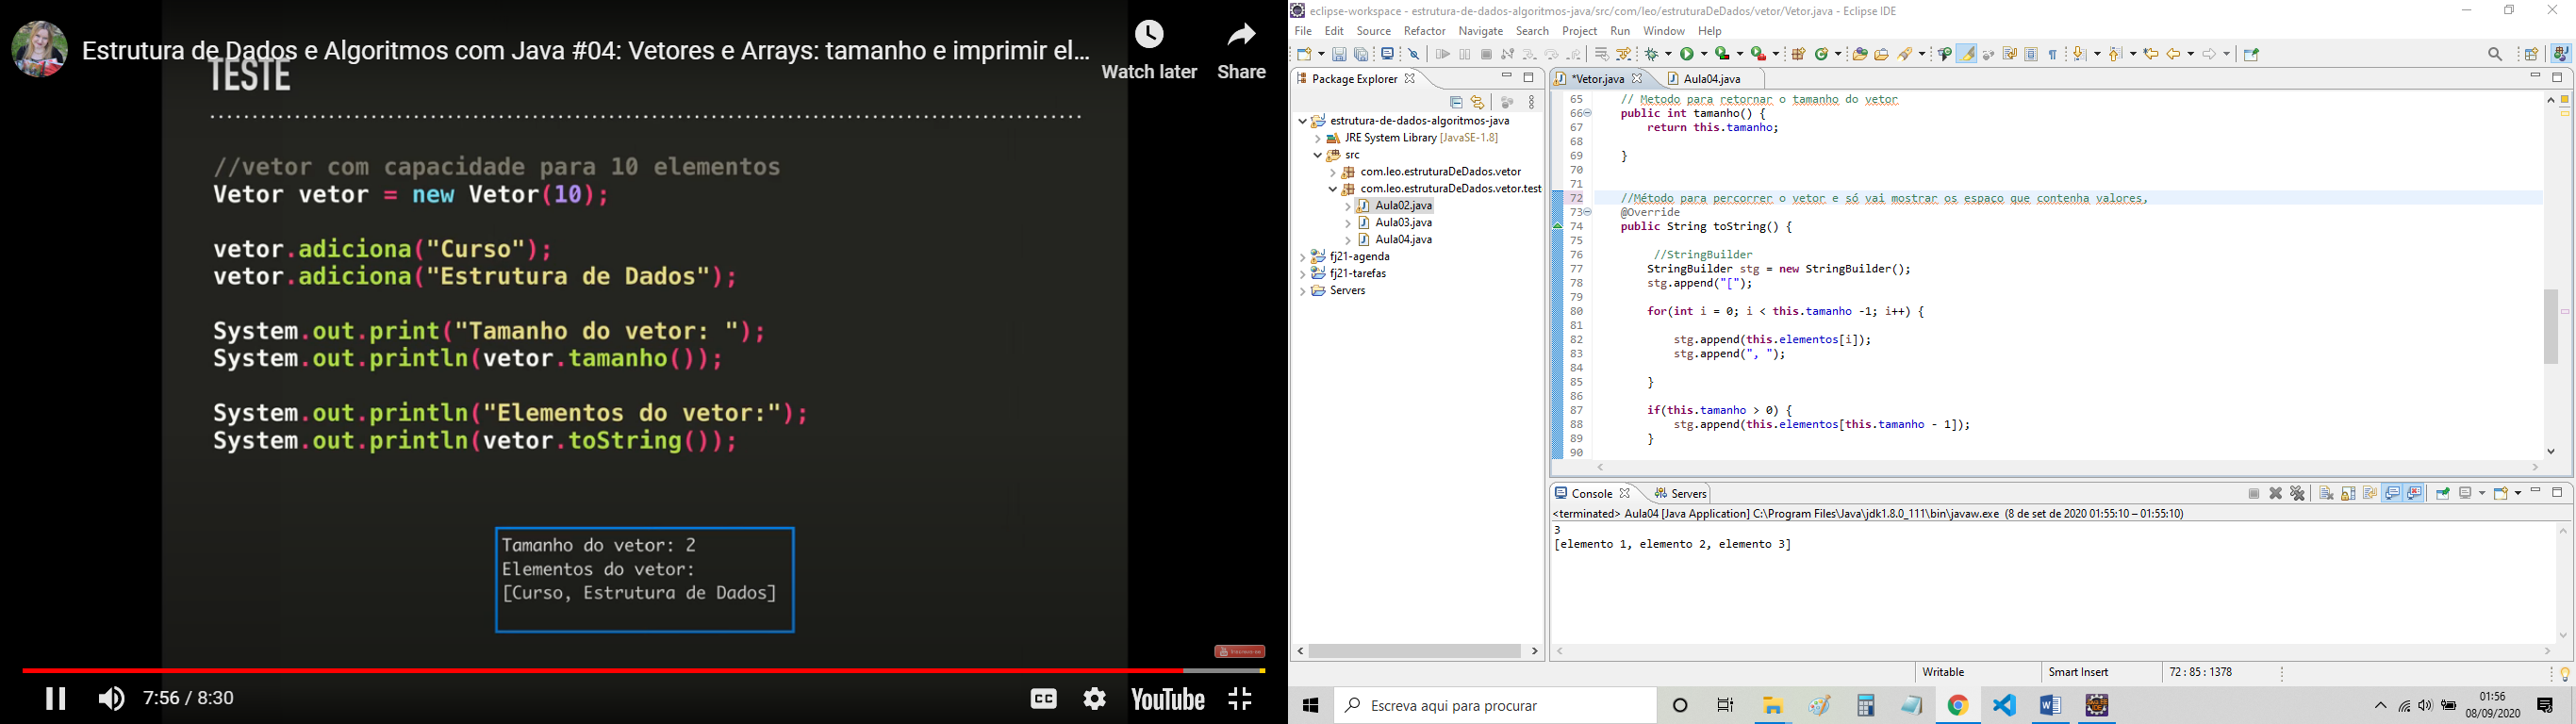 Estrutura de Dados e Algoritmos com Java #04: Vetores e Arrays: tamanho e imprimir el...
Watch later
Share
TESTE
//vetor com capacidade para 10 elementos
Vetor vetor = new Vetor(10);
vetor.adiciona("Curso");
vetor.adiciona("Estrutura de Dados");
System.out.print("Tamanho do vetor: ");
System.out.println(vetor.tamanho());
System.out.println("Elementos do vetor:");
System.out.println(vetor.toString());
Tamanho do vetor: 2
Elementos do vetor:
[Curso, Estrutura de Dados]
7:56 / 8:30
CC
YouTube
eclipse-workspace - estrutura-de-dados-algoritmos-java/src/com/leo/estruturaDeDados/vetor/Vetor.java - Eclipse IDE
File Edit Source Refactor Navigate Search Project Run Window Help
Package Explorer
estrutura-de-dados-algoritmos-java
JRE System Library [JavaSE-1.8]
src
com.leo.estruturaDeDados.vetor
com.leo.estruturaDeDados.vetor.test
Aula02.java
Aula03.java
Aula04.java
fj21-agenda
fj21-tarefas
Servers
*Vetor.java
Aula04.java
65 // Metodo para retornar o tamanho do vetor
66 public int tamanho() {
67 return this.tamanho;
68
69 }
70
71
72 //Método para percorrer o vetor e só vai mostrar os espaço que contenha valores,
73 @Override
74 public String toString() {
75
76 //StringBuilder
77 StringBuilder stg = new StringBuilder();
78 stg.append("[");
79
80 for(int i = 0; i < this.tamanho -1; i++) {
81
82 stg.append(this.elementos[i]);
83 stg.append(", ");
84
85 }
86
87 if(this.tamanho > 0) {
88 stg.append(this.elementos[this.tamanho - 1]);
89 }
90
Console
Servers
<terminated> Aula04 [Java Application] C:\Program Files\Java\jdk1.8.0_111\bin\javaw.exe (8 de set de 2020 01:55:10 – 01:55:10)
3
[elemento 1, elemento 2, elemento 3]
Writable
Smart Insert
72 : 85 : 1378
Escreva aqui para procurar
01:56
08/09/2020